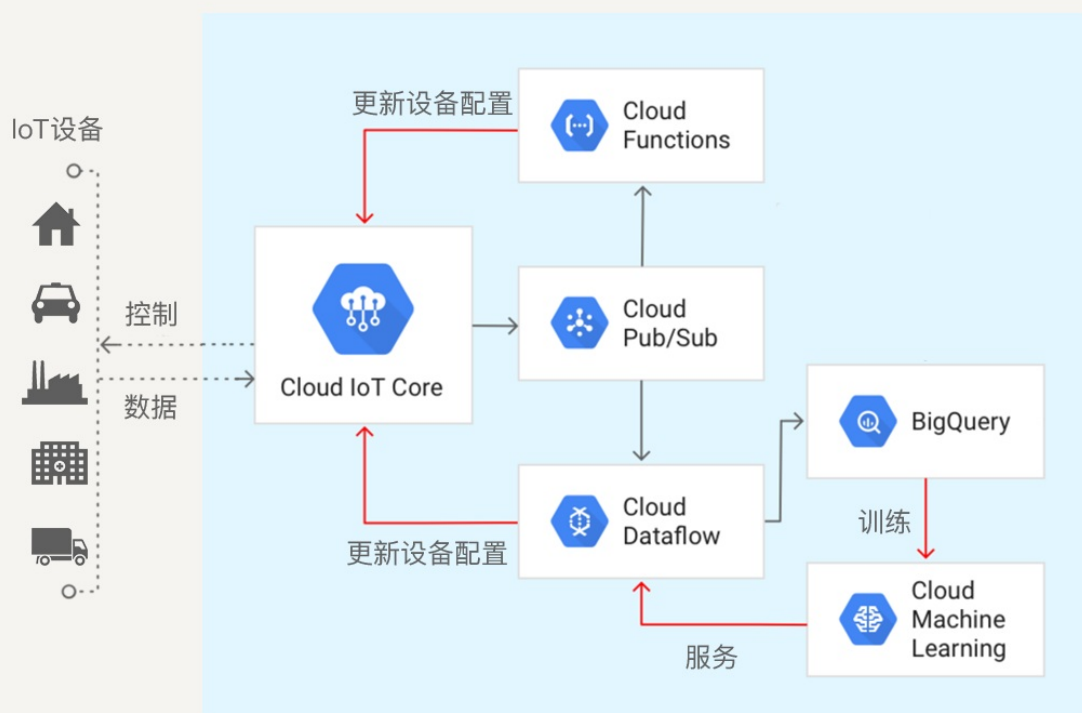 IoT设备
更新设备配置
Cloud
Functions
控制
数据
Cloud IoT Core
Cloud
Pub/Sub
BigQuery
训练
Cloud
Dataflow
更新设备配置
Cloud
Machine
Learning
服务